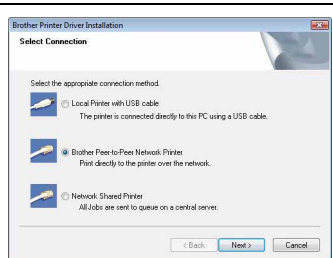 Brother Printer Driver Installation
Select Connection
Select the appropriate connection method.
Local Printer with USB cable
The printer is connected directly to this PC using a USB cable.
Brother Peer-to-Peer Network Printer
Print directly to the printer over the network.
Network Shared Printer
All Jobs are sent to queue on a central server.
< Back
Next >
Cancel